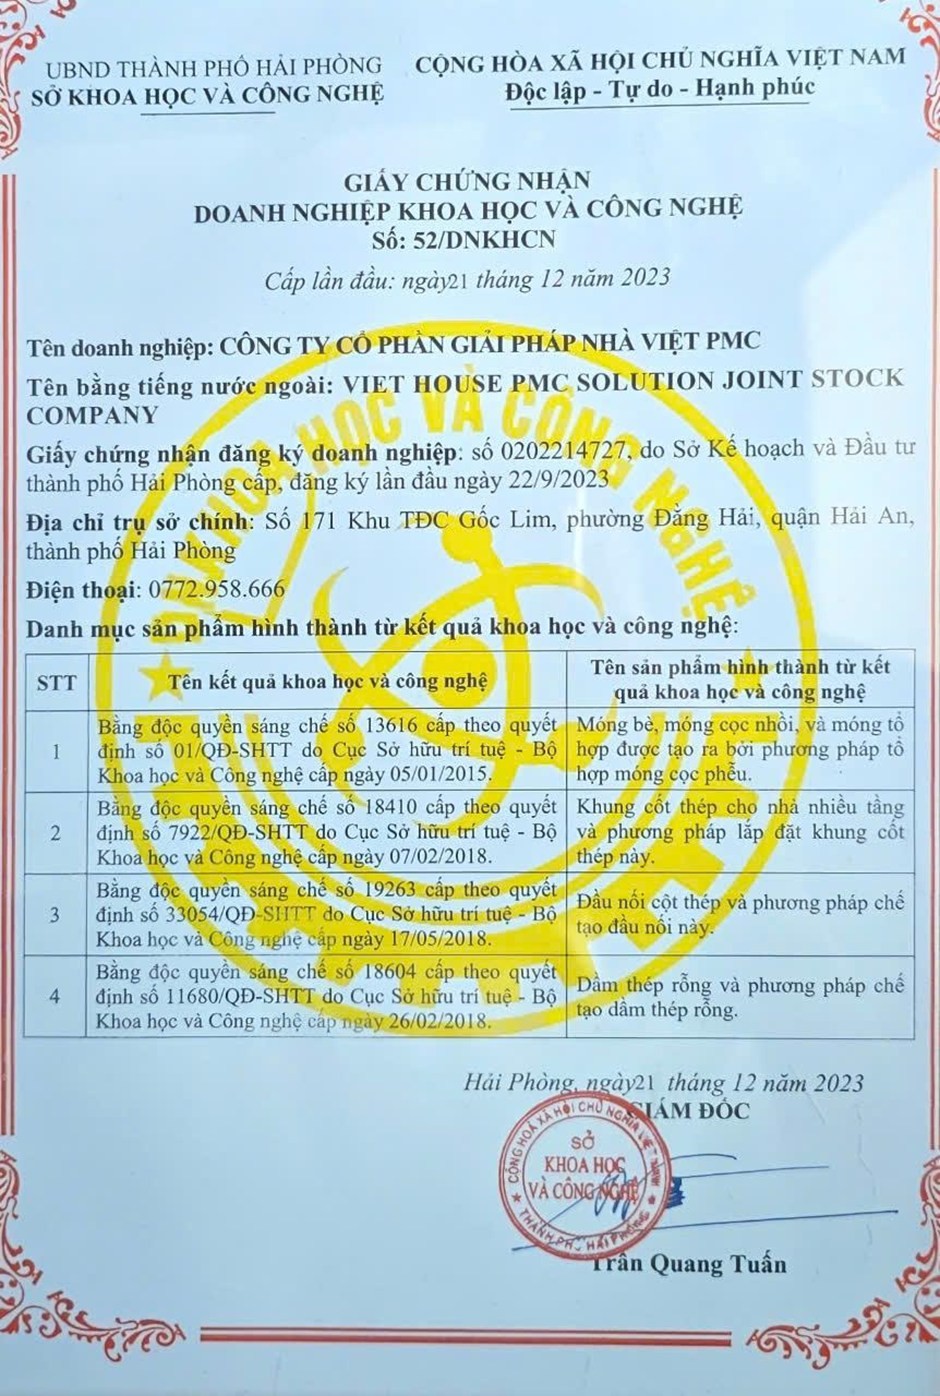 UBND THÀNH PHỐ HẢI PHÒNG
SỞ KHOA HỌC VÀ CÔNG NGHỆ
CỘNG HÒA XÃ HỘI CHỦ NGHĨA VIỆT NAM
Độc lập - Tự do - Hạnh phúc
GIẤY CHỨNG NHẬN
DOANH NGHIỆP KHOA HỌC VÀ CÔNG NGHỆ
Số: 52/DNKHCN
Cấp lần đầu: ngày21 tháng 12 năm 2023
Tên doanh nghiệp: CÔNG TY CỔ PHẦN GIẢI PHÁP NHÀ VIỆT PMC
Tên bằng tiếng nước ngoài: VIET HOUSE PMC SOLUTION JOINT STOCK
COMPANY
Giấy chứng nhận đăng ký doanh nghiệp: số 0202214727, do Sở Kế hoạch và Đầu tư
thành phố Hải Phòng cấp, đăng ký lần đầu ngày 22/9/2023
Địa chỉ trụ sở chính: Số 171 Khu TĐC Gốc Lim, phường Đằng Hải, quận Hải An,
thành phố Hải Phòng
Điện thoại: 0772.958.666
Danh mục sản phẩm hình thành từ kết quả khoa học và công nghệ:
STT
Tên kết quả khoa học và công nghệ
Tên sản phẩm hình thành từ kết
quả khoa học và công nghệ
1
Bằng độc quyền sáng chế số 13616 cấp theo quyết
định số 01/QĐ-SHTT do Cục Sở hữu trí tuệ - Bộ
Khoa học và Công nghệ cấp ngày 05/01/2015.
Móng bè, móng cọc nhồi, và móng tổ
hợp được tạo ra bởi phương pháp tổ
hợp móng cọc phễu.
2
Bằng độc quyền sáng chế số 18410 cấp theo quyết
định số 7922/QĐ-SHTT do Cục Sở hữu trí tuệ - Bộ
Khoa học và Công nghệ cấp ngày 07/02/2018.
Khung cốt thép cho nhà nhiều tầng
và phương pháp lắp đặt khung cốt
thép này.
3
Bằng độc quyền sáng chế số 19263 cấp theo quyết
định số 33054/QĐ-SHTT do Cục Sở hữu trí tuệ - Bộ
Khoa học và Công nghệ cấp ngày 17/05/2018.
Đầu nối cột thép và phương pháp chế
tạo đầu nối này.
4
Bằng độc quyền sáng chế số 18604 cấp theo quyết
định số 11680/QĐ-SHTT do Cục Sở hữu trí tuệ - Bộ
Khoa học và Công nghệ cấp ngày 26/02/2018.
Dầm thép rỗng và phương pháp chế
tạo dầm thép rỗng.
Hải Phòng, ngày21 tháng 12 năm 2023
GIÁM ĐỐC
CỘNG HOÀ XÃ HỘI CHỦ NGHĨA VIỆT NAM
SỞ
KHOA HỌC
VÀ CÔNG NGHỆ
THÀNH PHỐ HẢI PHÒNG
Trần Quang Tuấn